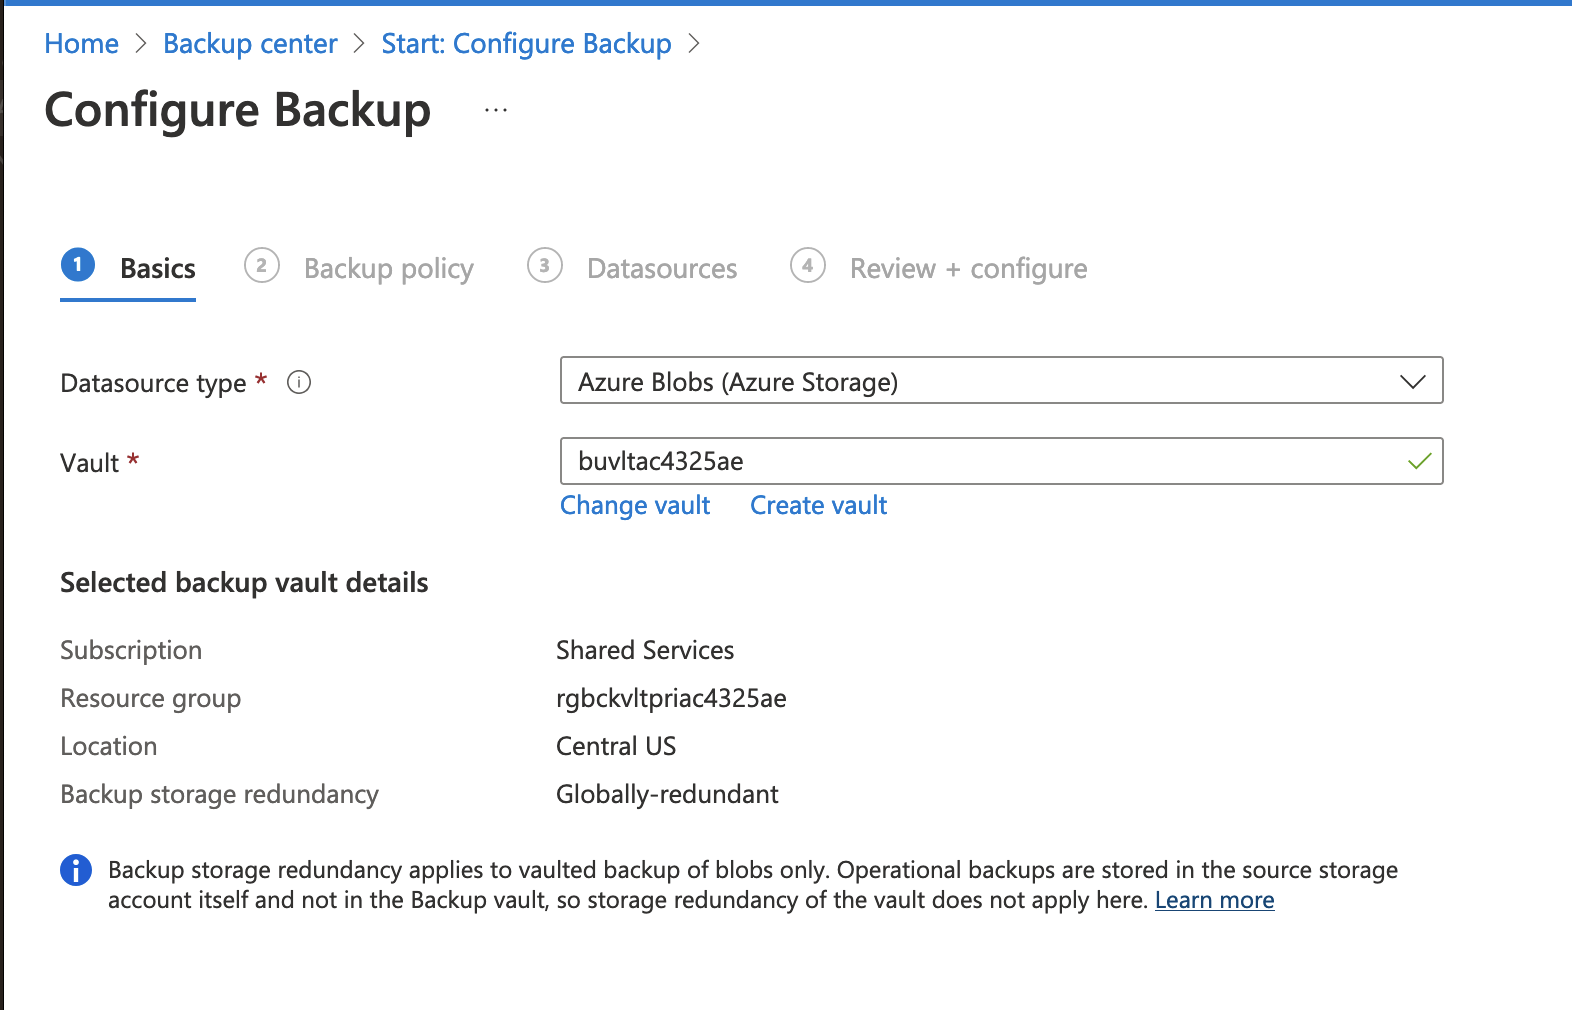 Home > Backup center > Start: Configure Backup >
Configure Backup ...
1 Basics 2 Backup policy 3 Datasources 4 Review + configure
Datasource type * Azure Blobs (Azure Storage)
Vault * buvltac4325ae
Change vault Create vault
Selected backup vault details
Subscription Shared Services
Resource group rgbckvltpriac4325ae
Location Central US
Backup storage redundancy Globally-redundant
Backup storage redundancy applies to vaulted backup of blobs only. Operational backups are stored in the source storage
account itself and not in the Backup vault, so storage redundancy of the vault does not apply here. Learn more